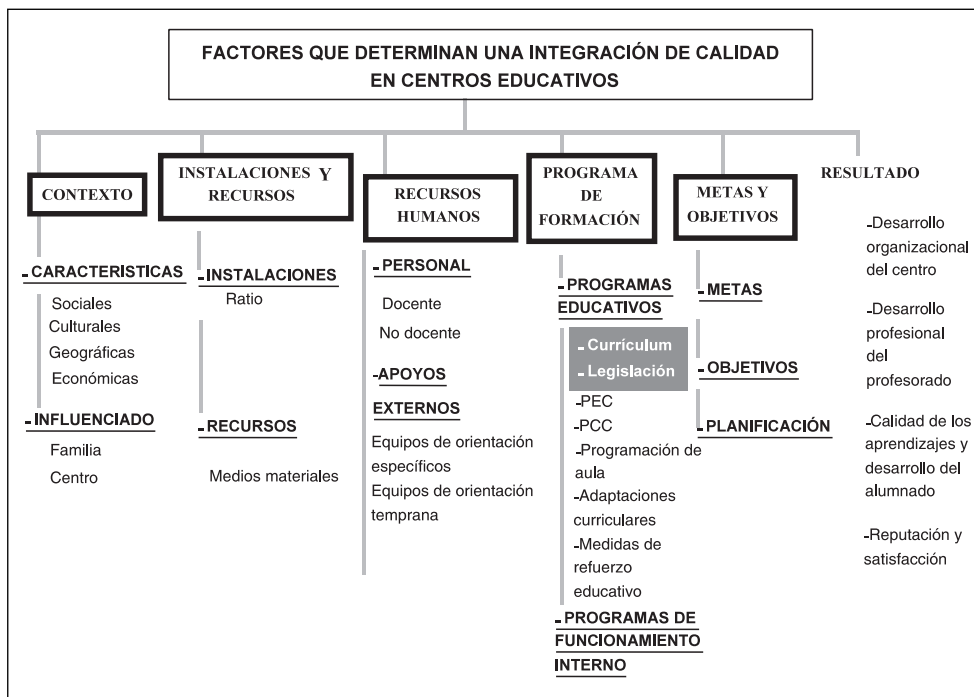 FACTORES QUE DETERMINAN UNA INTEGRACIÓN DE CALIDAD
EN CENTROS EDUCATIVOS
CONTEXTO
-CARACTERÍSTICAS
Sociales
Culturales
Geográficas
Económicas
-INFLUENCIADO
Familia
Centro
INSTALACIONES Y
RECURSOS
-INSTALACIONES
Ratio
-RECURSOS
Medios materiales
RECURSOS
HUMANOS
-PERSONAL
Docente
No docente
-APOYOS
EXTERNOS
Equipos de orientación
específicos
Equipos de orientación
temprana
PROGRAMA
DE
FORMACIÓN
-PROGRAMAS
EDUCATIVOS
-Currículum
-Legislación
-PEC
-PCC
-Programación de
aula
-Adaptaciones
curriculares
-Medidas de
refuerzo
educativo
-PROGRAMAS DE
FUNCIONAMIENTO
INTERNO
METAS Y
OBJETIVOS
-METAS
-OBJETIVOS
-PLANIFICACIÓN
RESULTADO
-Desarrollo
organizacional
del centro
-Desarrollo
profesional
del
profesorado
-Calidad de los
aprendizajes y
desarrollo del
alumnado
-Reputación y
satisfacción